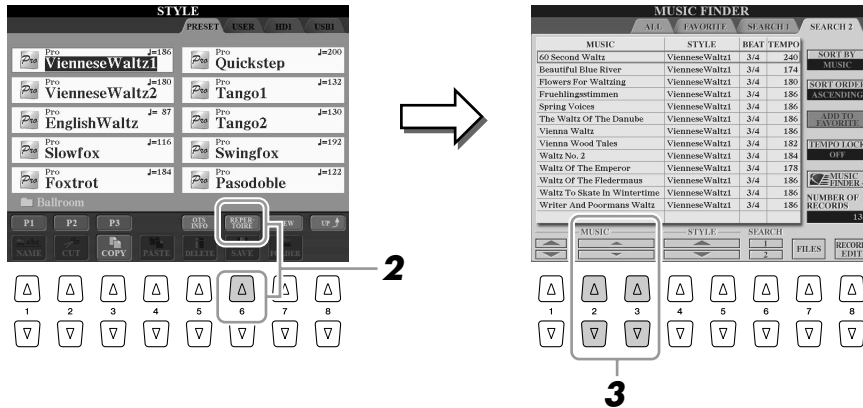 STYLE
PRESET USER HD1 USB1
Pro VienneseWaltz1 ♩=186
Pro Quickstep ♩=200
Pro VienneseWaltz2 ♩=180
Pro Tango1 ♩=132
Pro EnglishWaltz ♩= 87
Pro Tango2 ♩=130
Pro Slowfox ♩=116
Pro Swingfox ♩=192
Pro Foxtrot ♩=184
Pro Pasodoble ♩=122
Ballroom
P1 P2 P3 OTS INFO REPERTOIRE UP
NAME CUT COPY PASTE DELETE SAVE
1 2 3 4 5 6 7 8
2
MUSIC FINDER
ALL FAVORITE SEARCH 1 SEARCH 2
MUSIC STYLE BEAT TEMPO
60 Second Waltz VienneseWaltz1 3/4 240
Beautiful Blue River VienneseWaltz1 3/4 174
Flowers For Waltzing VienneseWaltz1 3/4 180
Fruehlingsstimmen VienneseWaltz1 3/4 186
Spring Voices VienneseWaltz1 3/4 186
The Waltz Of The Danube VienneseWaltz1 3/4 186
Vienna Waltz VienneseWaltz1 3/4 186
Vienna Wood Tales VienneseWaltz1 3/4 182
Waltz No. 2 VienneseWaltz1 3/4 184
Waltz Of The Emperor VienneseWaltz1 3/4 178
Waltz Of The Fledermaus VienneseWaltz1 3/4 186
Waltz To Skate In Wintertime VienneseWaltz1 3/4 186
Writer And Poormans Waltz VienneseWaltz1 3/4 186
SORT BY
MUSIC
SORT ORDER
ASCENDING
ADD TO
FAVORITE
TEMPO LOCK
OFF
MUSIC
FINDER
NUMBER OF
RECORDS
13
MUSIC STYLE SEARCH
1
2
FILES
RECORD
EDIT
1 2 3 4 5 6 7 8
3